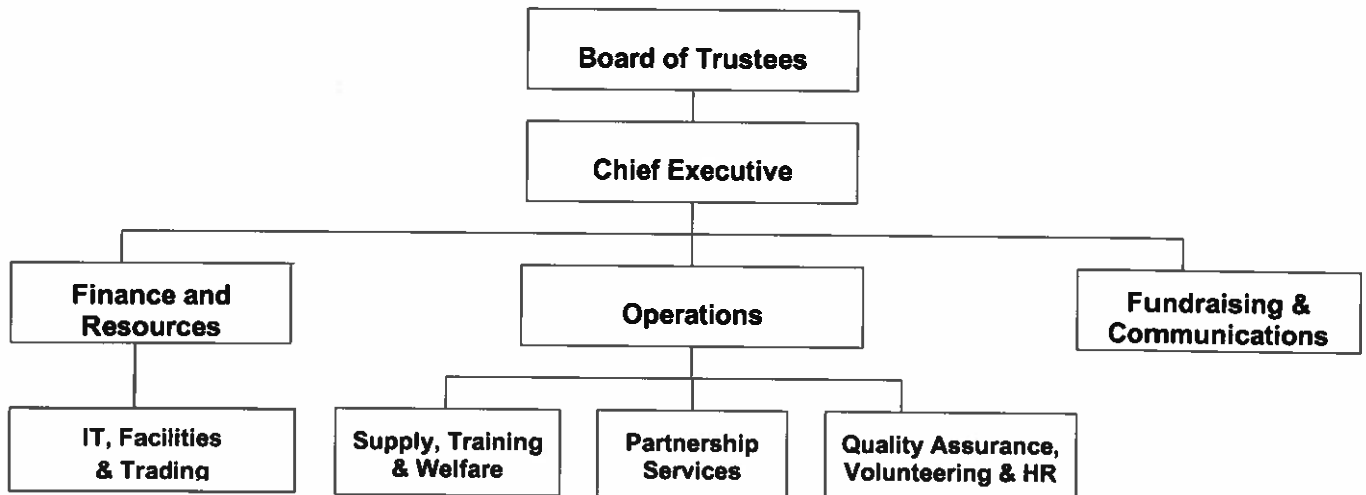 Board of Trustees
Chief Executive
Finance and
Resources
Operations
Fundraising &
Communications
IT, Facilities
& Trading
Supply, Training
& Welfare
Partnership
Services
Quality Assurance,
Volunteering & HR